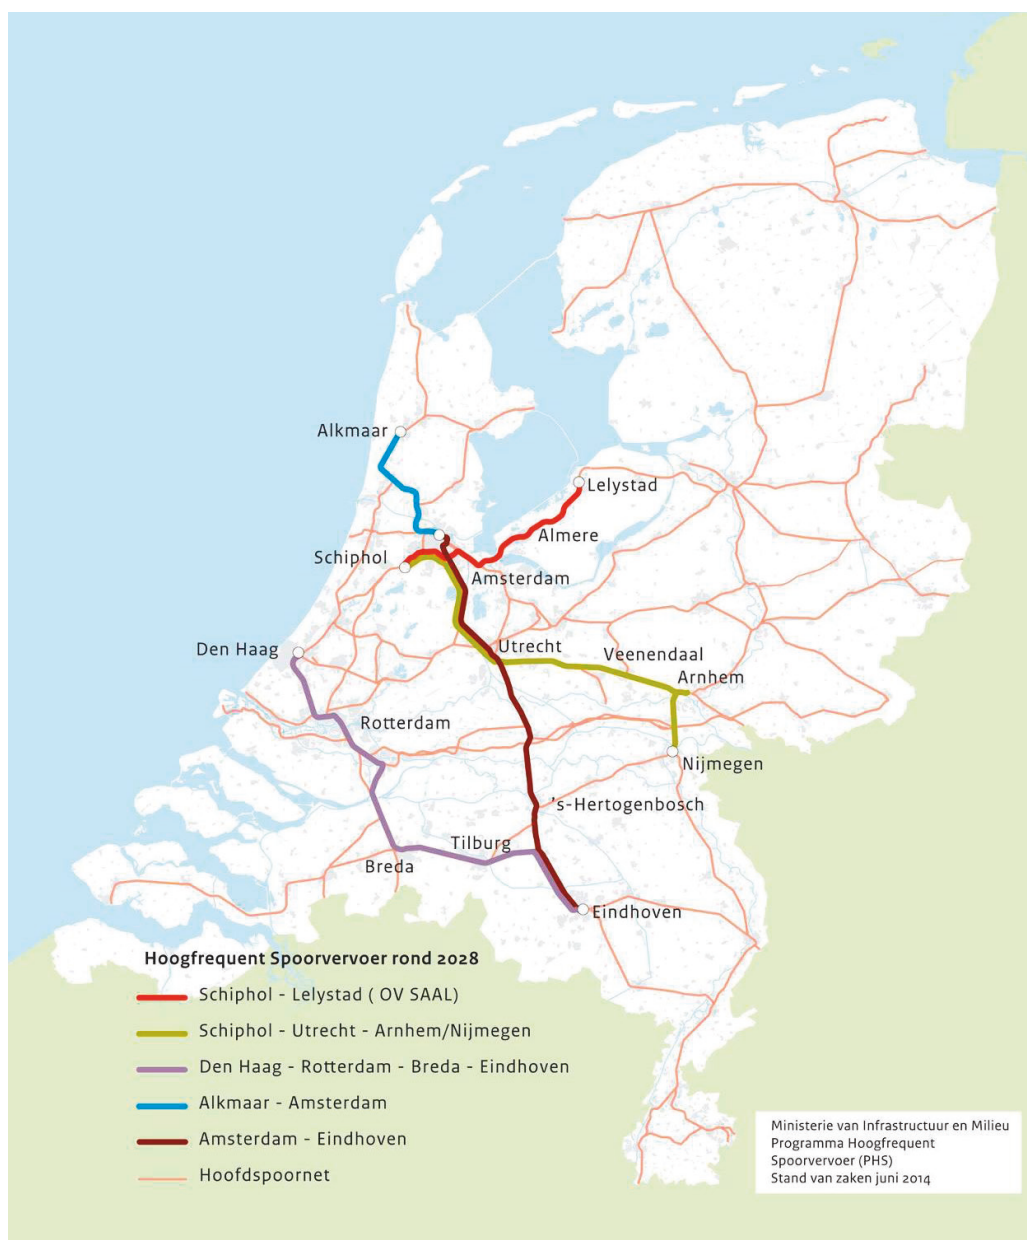 Alkmaar
Lelystad
Almere
Schiphol
Amsterdam
Den Haag
Utrecht
Veenendaal
Arnhem
Rotterdam
Nijmegen
's-Hertogenbosch
Tilburg
Breda
Eindhoven
Hoogfrequent Spoorvervoer rond 2028
Schiphol - Lelystad ( OV SAAL)
Schiphol - Utrecht - Arnhem/Nijmegen
Den Haag - Rotterdam - Breda - Eindhoven
Alkmaar - Amsterdam
Amsterdam - Eindhoven
Hoofdspoornet
Ministerie van Infrastructuur en Milieu
Programma Hoogfrequent
Spoorvervoer (PHS)
Stand van zaken juni 2014